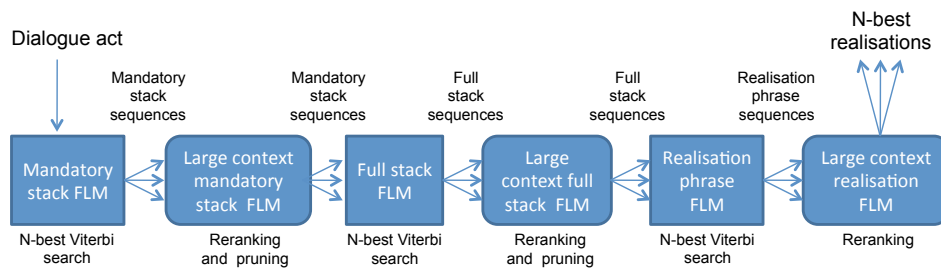 Dialogue act
N-best
realisations
Mandatory
stack
sequences
Mandatory
stack
sequences
Full
stack
sequences
Full
stack
sequences
Realisation
phrase
sequences
Mandatory
stack FLM
Large context
mandatory
stack FLM
Full stack
FLM
Large
context full
stack FLM
Realisation
phrase
FLM
Large context
realisation
FLM
N-best Viterbi
search
Reranking
and pruning
N-best Viterbi
search
Reranking
and pruning
N-best Viterbi
search
Reranking